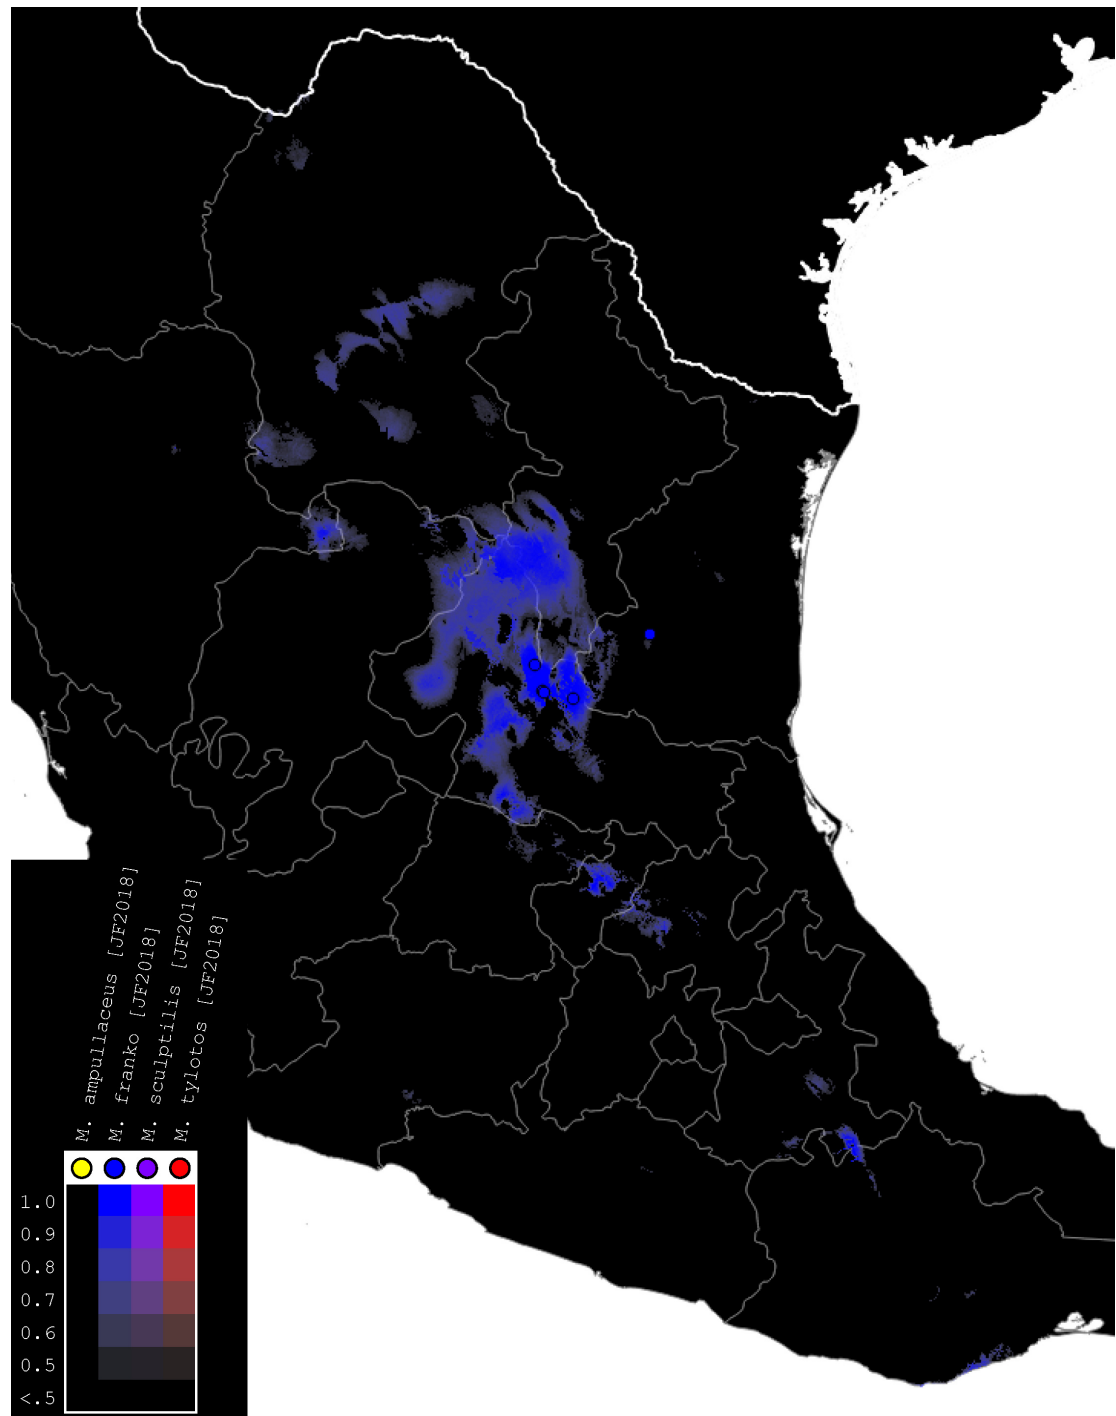 M. ampullaceus [JF2018]
M. franko [JF2018]
M. sculptilis [JF2018]
M. tylotos [JF2018]
1.0
0.9
0.8
0.7
0.6
0.5
<.5